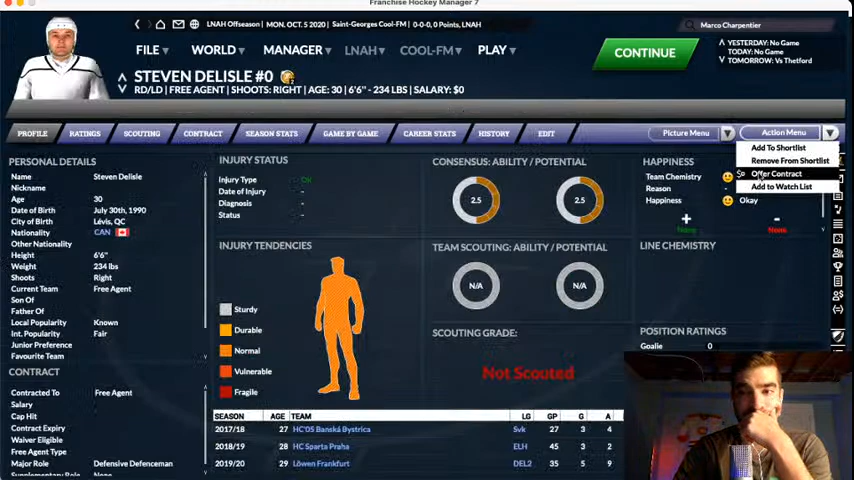 Franchise Hockey Manager 7
LNAH Offseason MON. OCT. 5 2020 Saint-Georges Cool-FM 0-0-0, 0 Points, LNAH
Marco Charpentier
FILE WORLD MANAGER LNAH COOL-FM PLAY
CONTINUE
YESTERDAY: No Game
TODAY: No Game
TOMORROW: Vs Thetford
STEVEN DELISLE #0
RD/LD | FREE AGENT | SHOOTS: RIGHT | AGE: 30 | 6'6" - 234 LBS | SALARY: $0
PROFILE RATINGS SCOUTING CONTRACT SEASON STATS GAME BY GAME CAREER STATS HISTORY EDIT
Picture Menu Action Menu
Add To Shortlist
Remove From Shortlist
Offer Contract
Add to Watch List
PERSONAL DETAILS
Name Steven Delisle
Nickname
Age 30
Date of Birth July 30th, 1990
City of Birth Lévis, QC
Nationality CAN
Other Nationality
Height 6'6"
Weight 234 lbs
Shoots Right
Current Team Free Agent
Son Of
Father Of
Local Popularity Known
Int. Popularity Fair
Junior Preference
Favourite Team
CONTRACT
Contracted To Free Agent
Salary
Cap Hit
Contract Expiry
Waiver Eligible
Free Agent Type
Major Role Defensive Defenceman
INJURY STATUS
Injury Type OK
Date of Injury -
Diagnosis -
Status -
INJURY TENDENCIES
Sturdy
Durable
Normal
Vulnerable
Fragile
CONSENSUS: ABILITY / POTENTIAL
2.5 2.5
TEAM SCOUTING: ABILITY / POTENTIAL
N/A N/A
SCOUTING GRADE:
Not Scouted
HAPPINESS
Team Chemistry
Reason -
Happiness Okay
+ -
None None
LINE CHEMISTRY
POSITION RATINGS
Goalie 0
SEASON AGE TEAM LG GP G A
2017/18 27 HC'05 Banská Bystrica Svk 27 3 4
2018/19 28 HC Sparta Praha ELH 45 3 2
2019/20 29 Löwen Frankfurt DEL2 35 5 9